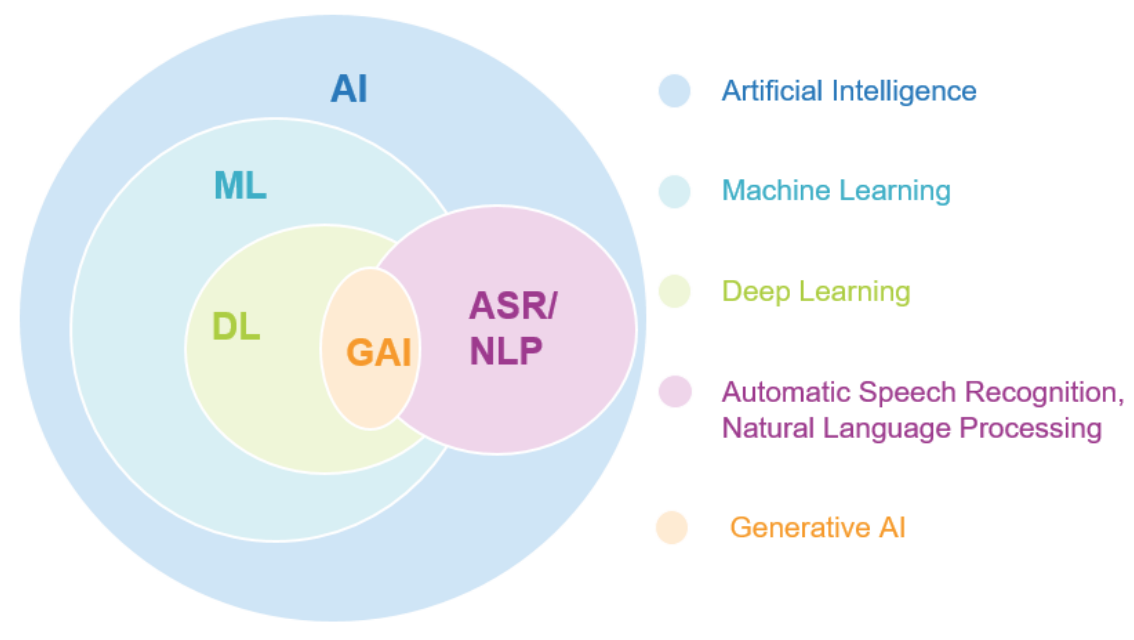 AI
ML
DL
GAI
ASR/
NLP
Artificial Intelligence
Machine Learning
Deep Learning
Automatic Speech Recognition,
Natural Language Processing
Generative AI